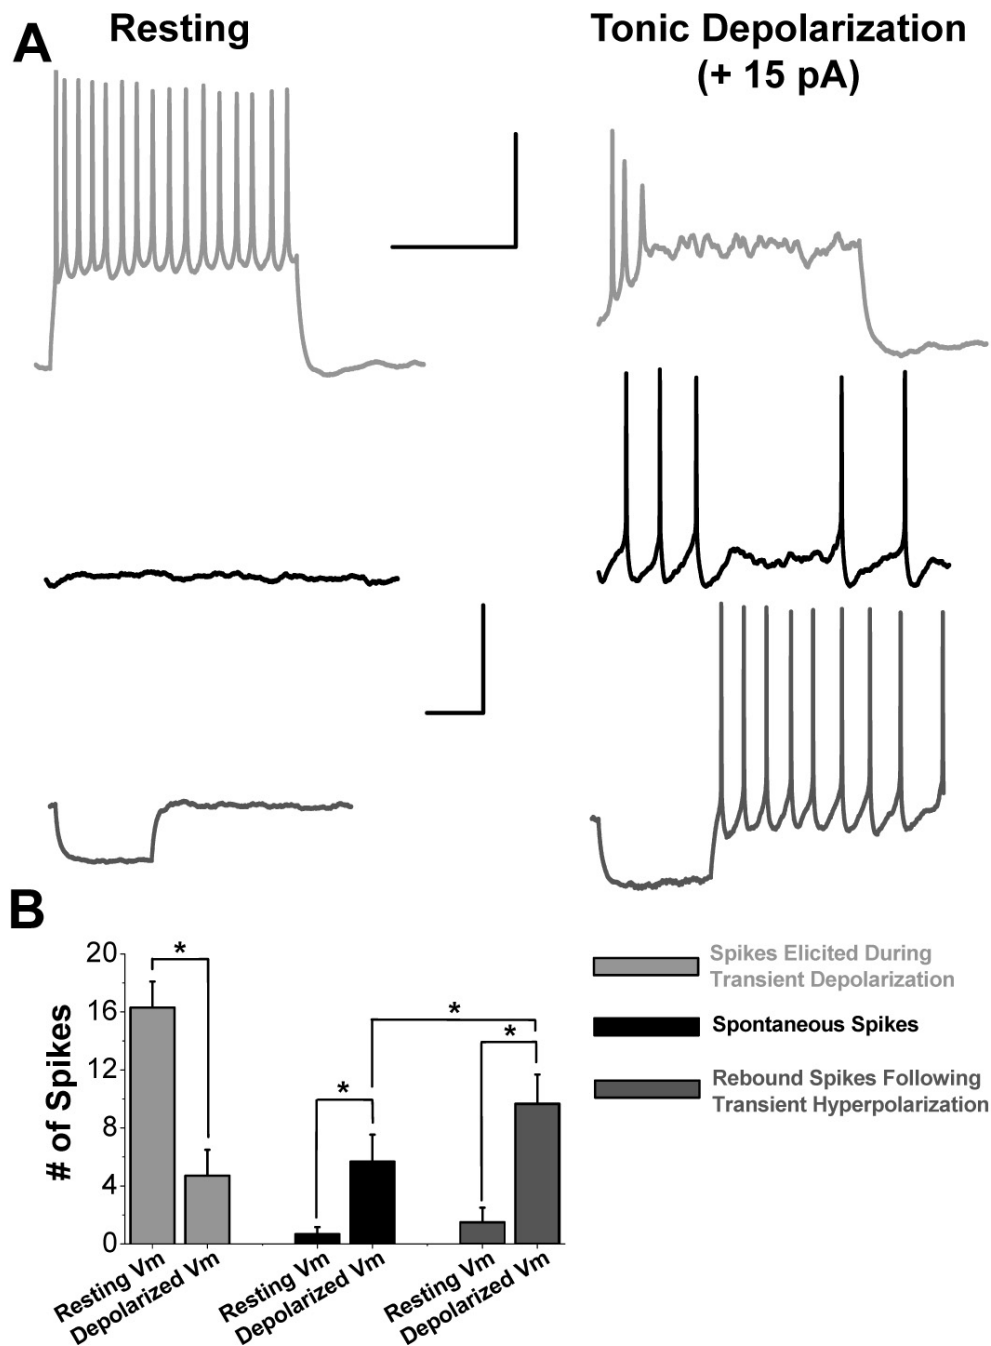 A
Resting
Tonic Depolarization
(+ 15 pA)
B
# of Spikes
20
16
12
8
4
0
*
*
*
*
Resting Vm
Depolarized Vm
Resting Vm
Depolarized Vm
Resting Vm
Depolarized Vm
Spikes Elicited During
Transient Depolarization
Spontaneous Spikes
Rebound Spikes Following
Transient Hyperpolarization